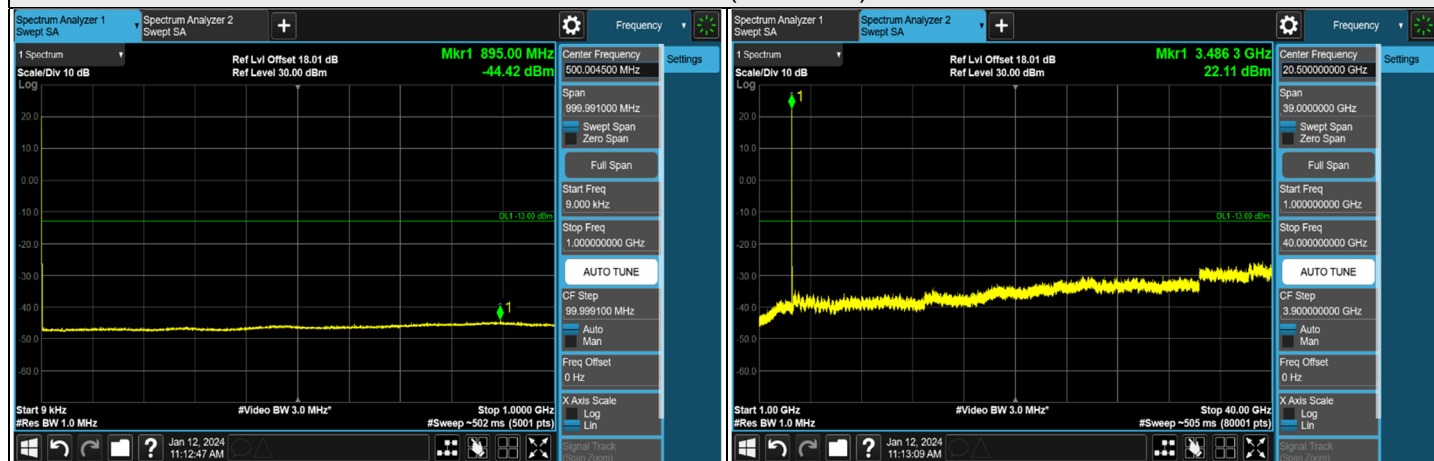 Spectrum Analyzer 1
Swept SA
Spectrum Analyzer 2
Swept SA
+
Frequency
1 Spectrum
Scale/Div 10 dB
Log
Ref Lvl Offset 18.01 dB
Ref Level 30.00 dBm
Mkr1 895.00 MHz
-44.42 dBm
1
20.0
10.0
0.00
-10.0
-20.0
-30.0
-40.0
-50.0
-60.0
DL1 -13.00 dBm
Start 9 kHz
#Res BW 1.0 MHz
#Video BW 3.0 MHz*
Stop 1.0000 GHz
#Sweep ~502 ms (5001 pts)
Center Frequency
500.004500 MHz
Settings
Span
999.991000 MHz
Swept Span
Zero Span
Full Span
Start Freq
9.000 kHz
Stop Freq
1.000000000 GHz
AUTO TUNE
CF Step
99.999100 MHz
Auto
Man
Freq Offset
0 Hz
X Axis Scale
Log
Lin
Signal Track
(Span Zoom)
?
Jan 12, 2024
11:12:47 AM
Spectrum Analyzer 1
Swept SA
Spectrum Analyzer 2
Swept SA
+
Frequency
1 Spectrum
Scale/Div 10 dB
Log
Ref Lvl Offset 18.01 dB
Ref Level 30.00 dBm
Mkr1 3.486 3 GHz
22.11 dBm
1
20.0
10.0
0.00
-10.0
-20.0
-30.0
-40.0
-50.0
-60.0
DL1 -13.00 dBm
Start 1.00 GHz
#Res BW 1.0 MHz
#Video BW 3.0 MHz*
Stop 40.00 GHz
#Sweep ~505 ms (80001 pts)
Center Frequency
20.500000000 GHz
Settings
Span
39.0000000 GHz
Swept Span
Zero Span
Full Span
Start Freq
1.000000000 GHz
Stop Freq
40.000000000 GHz
AUTO TUNE
CF Step
3.900000000 GHz
Auto
Man
Freq Offset
0 Hz
X Axis Scale
Log
Lin
Signal Track
(Span Zoom)
?
Jan 12, 2024
11:13:09 AM